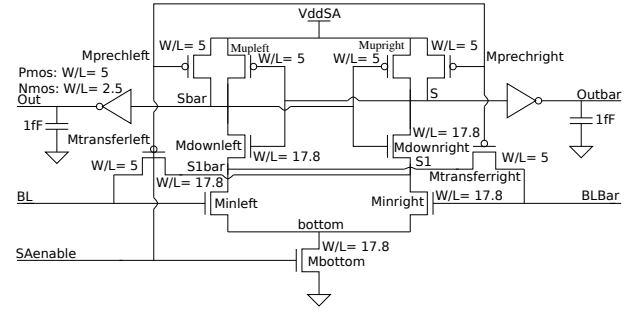 VddSA
Mprechleft
W/L= 5
Mupleft
W/L= 5
Mupright
W/L= 5
W/L= 5
Mprechright
Pmos: W/L= 5
Nmos: W/L= 2.5
Out
Sbar
S
Outbar
1fF
1fF
Mtransferleft
Mdownleft
W/L= 17.8
W/L= 17.8
Mdownright
W/L= 5
S1bar
S1
W/L= 5
Mtransferright
W/L= 17.8
BL
Minleft
Minright
W/L= 17.8
BLBar
bottom
W/L= 17.8
SAenable
Mbottom